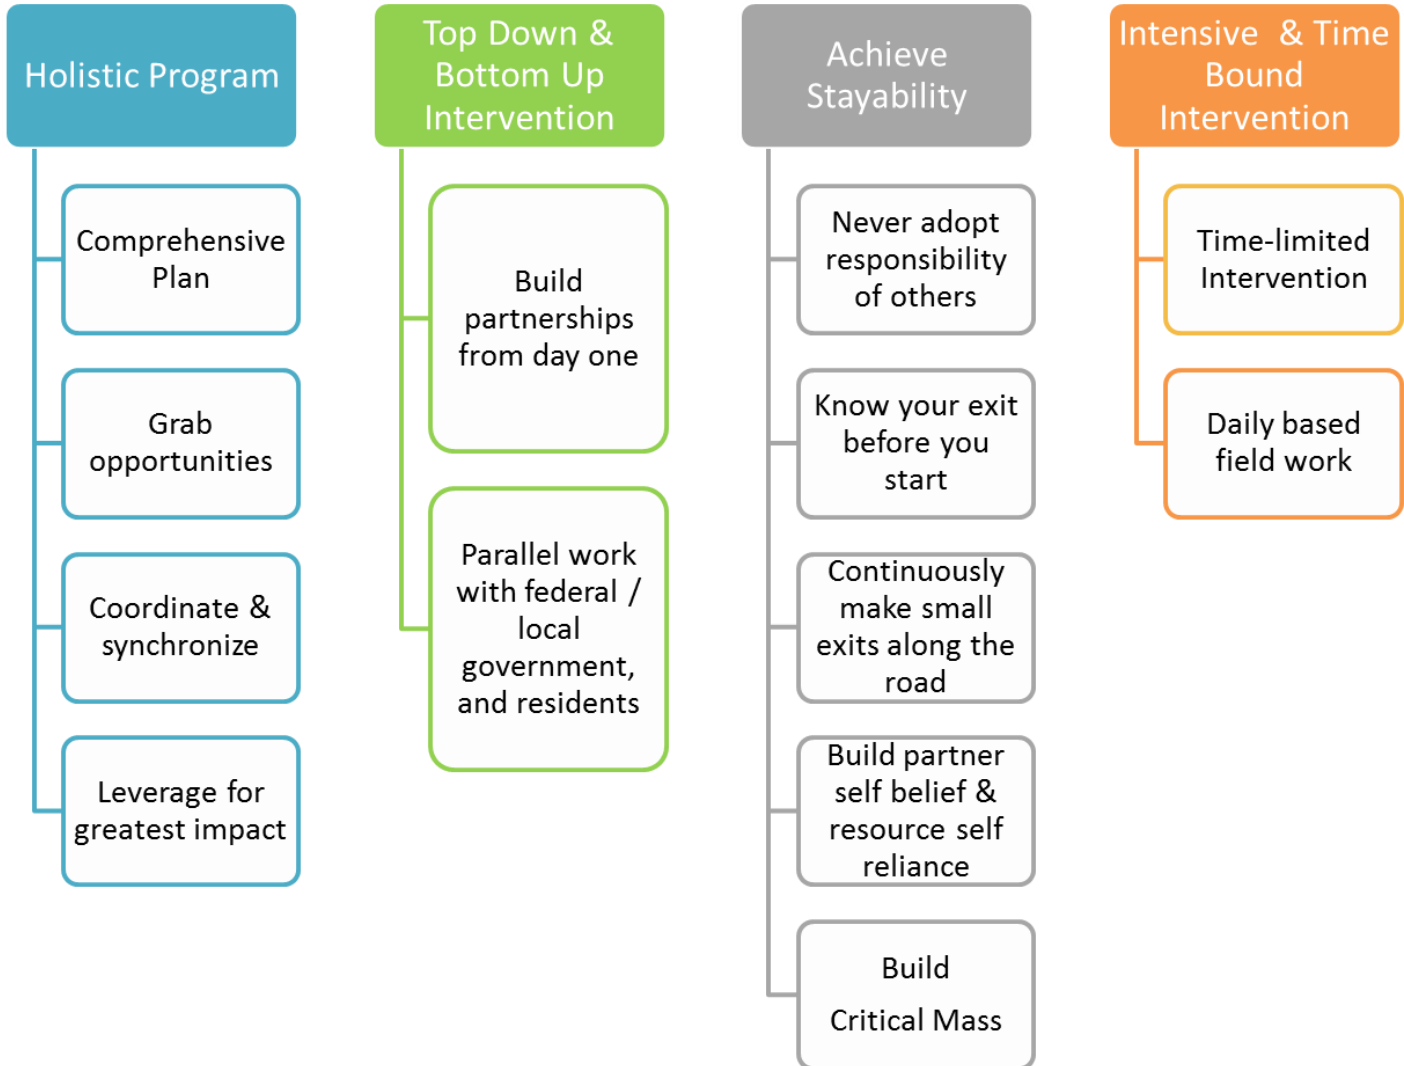 Holistic Program
Comprehensive
Plan
Grab
opportunities
Coordinate &
synchronize
Leverage for
greatest impact
Top Down &
Bottom Up
Intervention
Build
partnerships
from day one
Parallel work
with federal /
local
government,
and residents
Achieve
Stayability
Never adopt
responsibility
of others
Know your exit
before you
start
Continuously
make small
exits along the
road
Build partner
self belief &
resource self
reliance
Build
Critical Mass
Intensive  & Time
Bound
Intervention
Time-limited
Intervention
Daily based
field work